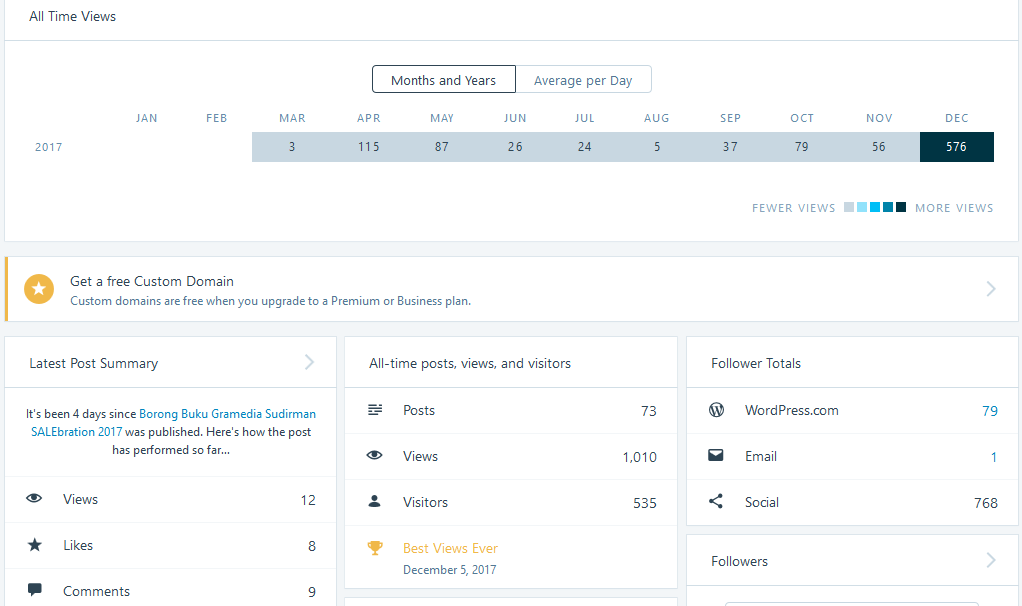 All Time Views
Months and Years Average per Day
JAN FEB MAR APR MAY JUN JUL AUG SEP OCT NOV DEC
2017 3 115 87 26 24 5 37 79 56 576
FEWER VIEWS MORE VIEWS
Get a free Custom Domain
Custom domains are free when you upgrade to a Premium or Business plan.
Latest Post Summary
It's been 4 days since Borong Buku Gramedia Sudirman
SALEbration 2017 was published. Here's how the post
has performed so far...
Views 12
Likes 8
Comments 9
All-time posts, views, and visitors
Posts 73
Views 1,010
Visitors 535
Best Views Ever
December 5, 2017
Follower Totals
WordPress.com 79
Email 1
Social 768
Followers